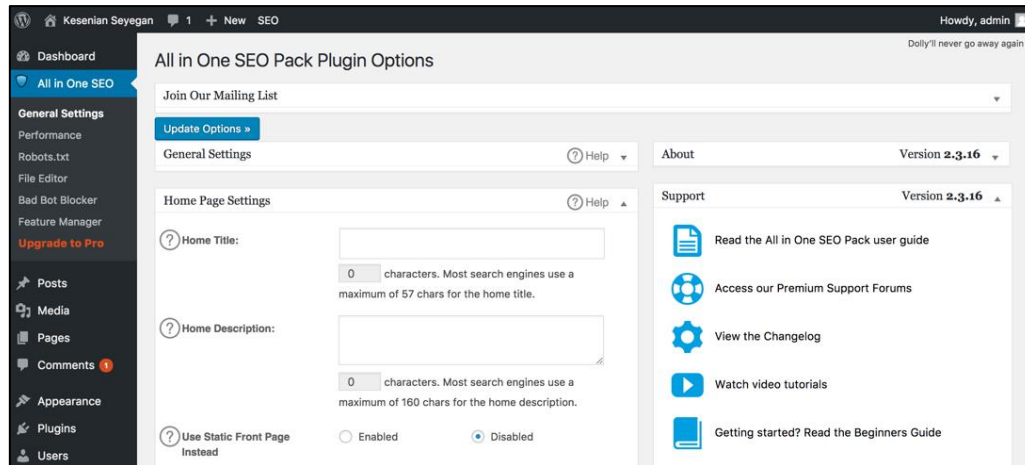 Kesenian Seyegan 1 + New SEO Howdy, admin
Dolly'll never go away again
Dashboard
All in One SEO
General Settings
Performance
Robots.txt
File Editor
Bad Bot Blocker
Feature Manager
Upgrade to Pro
Posts
Media
Pages
Comments 1
Appearance
Plugins
Users
All in One SEO Pack Plugin Options
Join Our Mailing List
Update Options »
General Settings ? Help
Home Page Settings ? Help
? Home Title:
0 characters. Most search engines use a
maximum of 57 chars for the home title.
? Home Description:
0 characters. Most search engines use a
maximum of 160 chars for the home description.
? Use Static Front Page
Instead
Enabled Disabled
About Version 2.3.16
Support Version 2.3.16
Read the All in One SEO Pack user guide
Access our Premium Support Forums
View the Changelog
Watch video tutorials
Getting started? Read the Beginners Guide